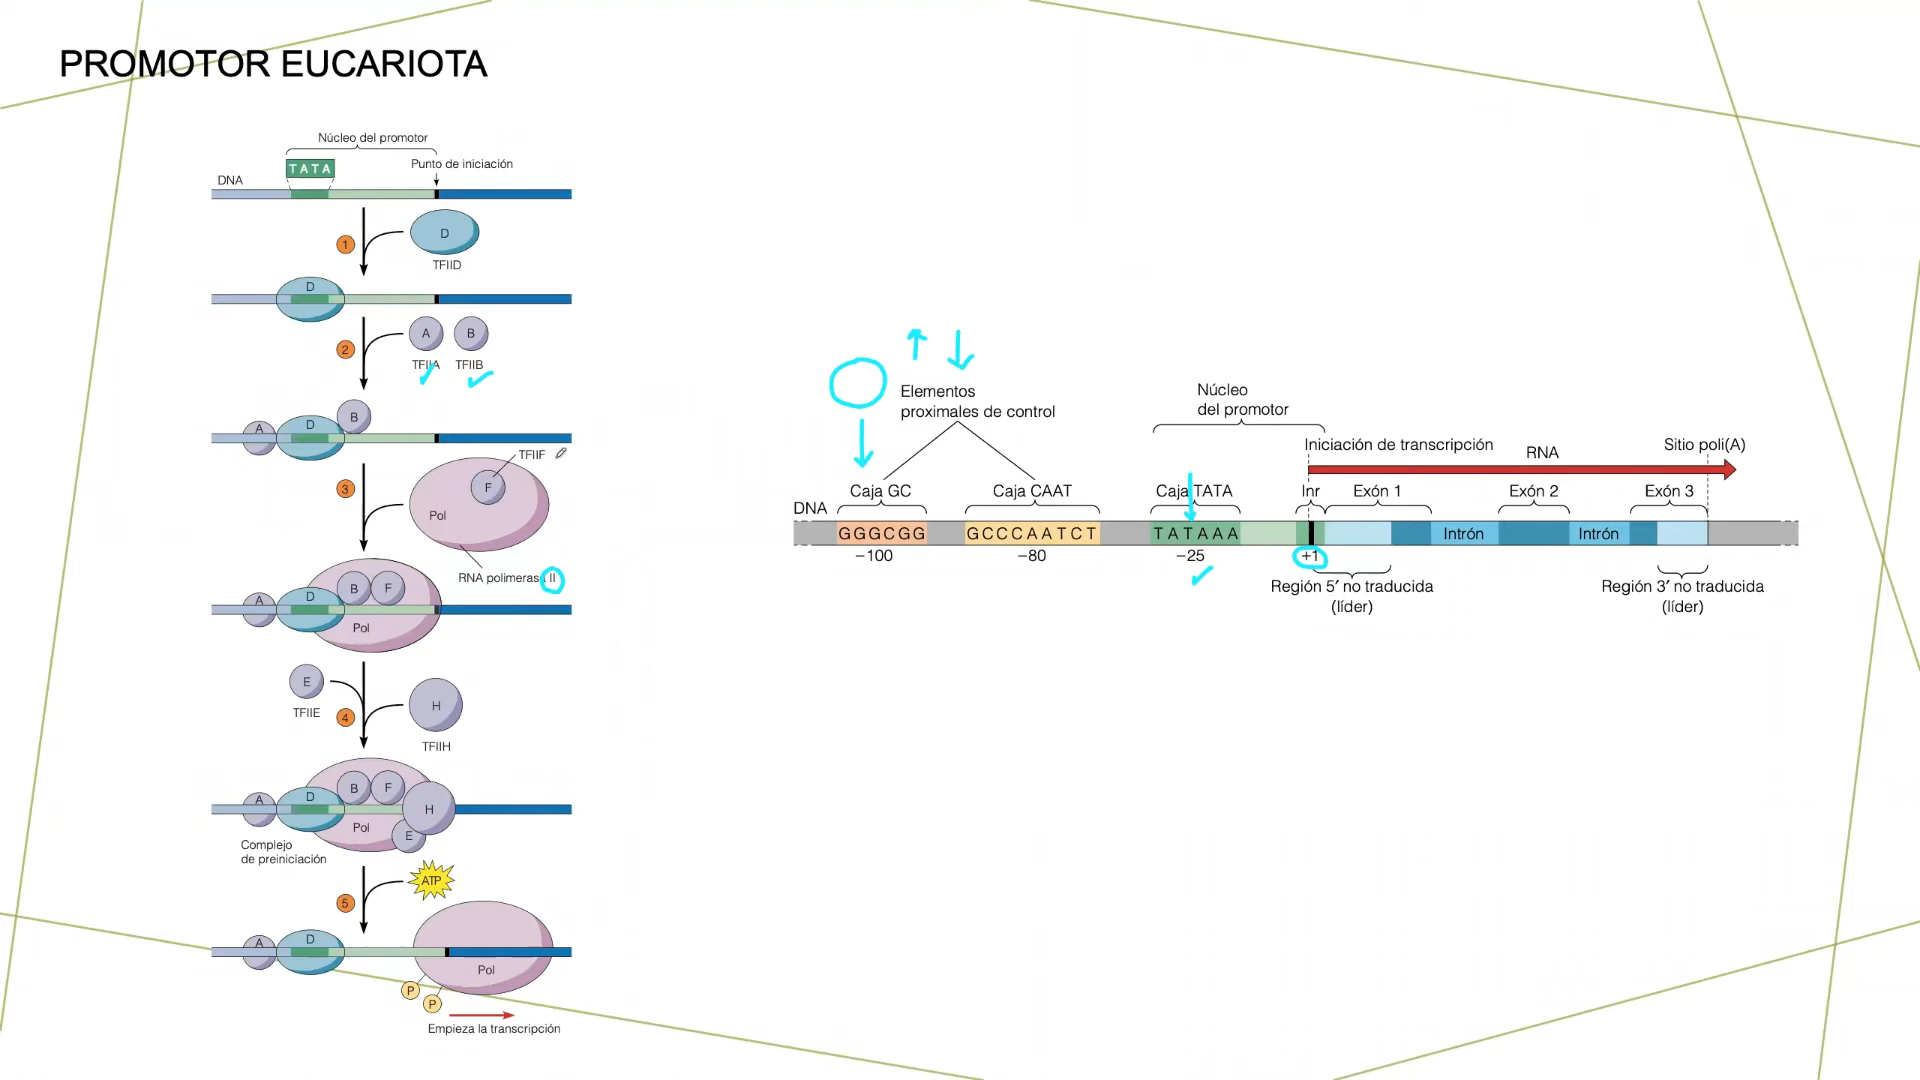 PROMOTOR EUCARIOTA
Núcleo del promotor
TATA
Punto de iniciación
DNA
1
D
TFIID
D
2
A
B
TFIIA
TFIIB
A
D
B
3
TFIIF
F
Pol
RNA polimerasa II
A
D
B
F
Pol
E
TFIIE
4
H
TFIIH
A
D
B
F
Pol
H
E
Complejo
de preiniciación
5
ATP
A
D
Pol
P
P
Empieza la transcripción
Elementos
proximales de control
Núcleo
del promotor
Iniciación de transcripción
RNA
Sitio poli(A)
Caja GC
Caja CAAT
Caja TATA
Inr
Exón 1
Exón 2
Exón 3
DNA
GGGCGG
GCCCAATCT
TATAAA
Intrón
Intrón
−100
−80
−25
+1
Región 5′ no traducida
(líder)
Región 3′ no traducida
(líder)